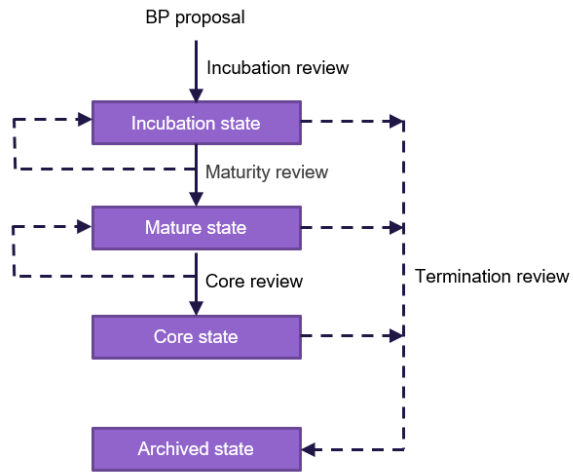 BP proposal
Incubation review
Incubation state
Maturity review
Mature state
Termination review
Core review
Core state
Archived state